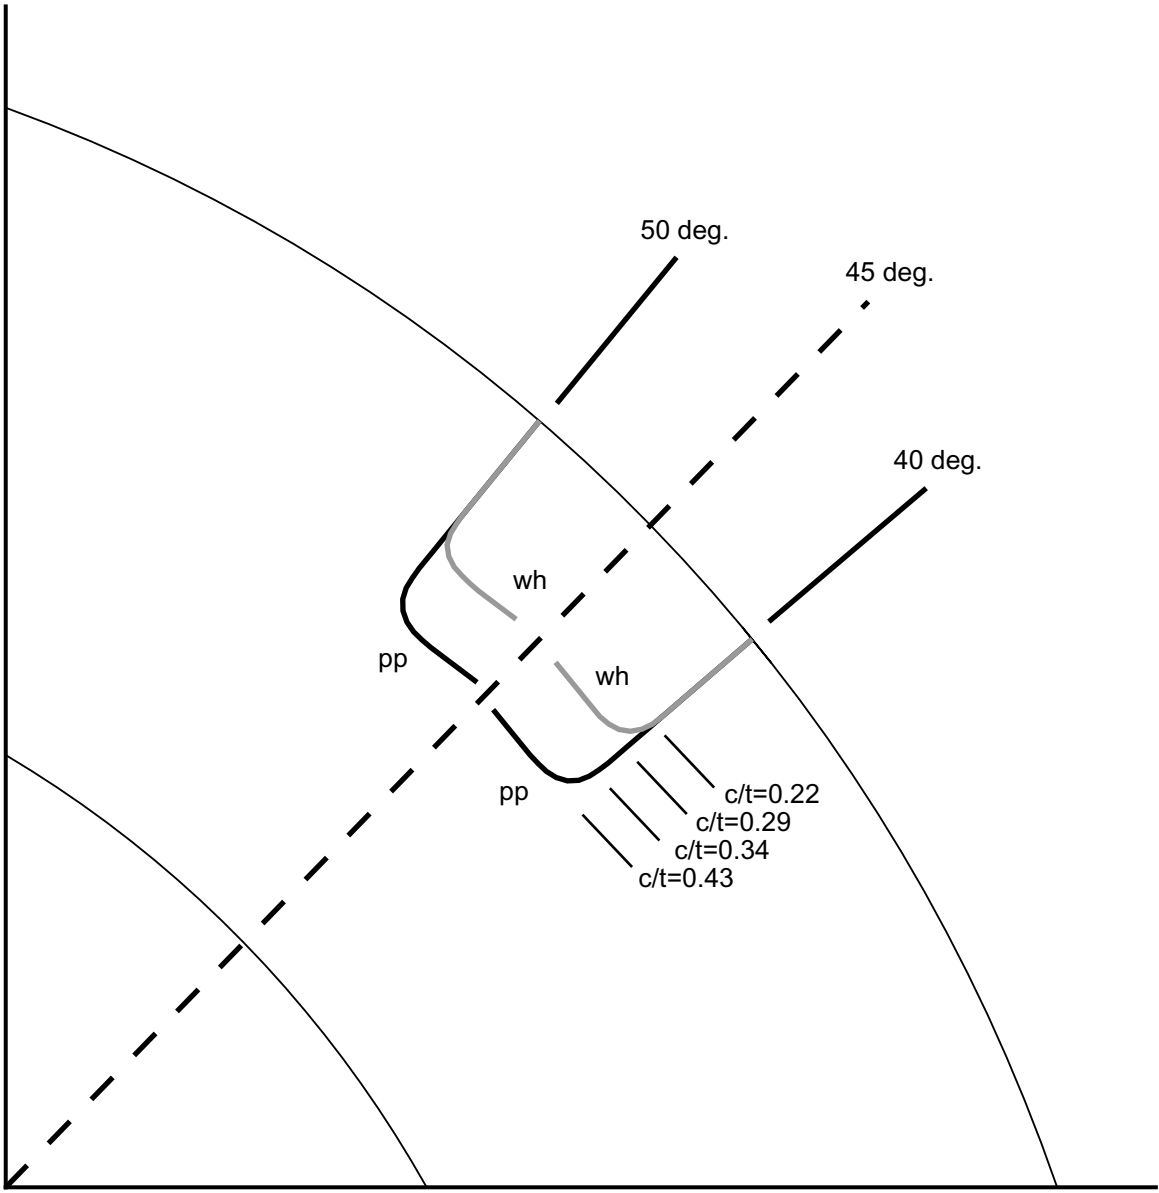 50 deg.
45 deg.
40 deg.
wh
pp
wh
pp
c/t=0.22
c/t=0.29
c/t=0.34
c/t=0.43